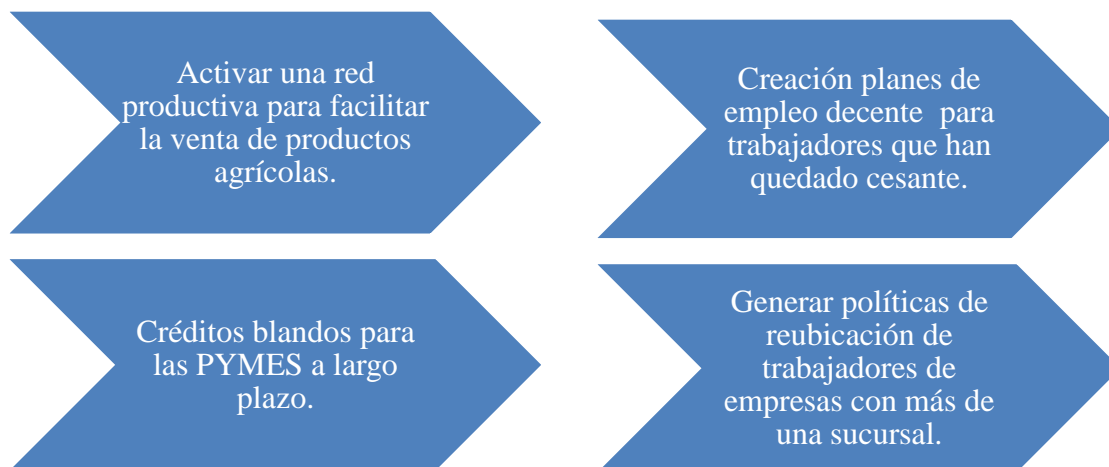 Activar una red
productiva para facilitar
la venta de productos
agrícolas.
Creación planes de
empleo decente para
trabajadores que han
quedado cesante.
Créditos blandos para
las PYMES a largo
plazo.
Generar políticas de
reubicación de
trabajadores de
empresas con más de
una sucursal.